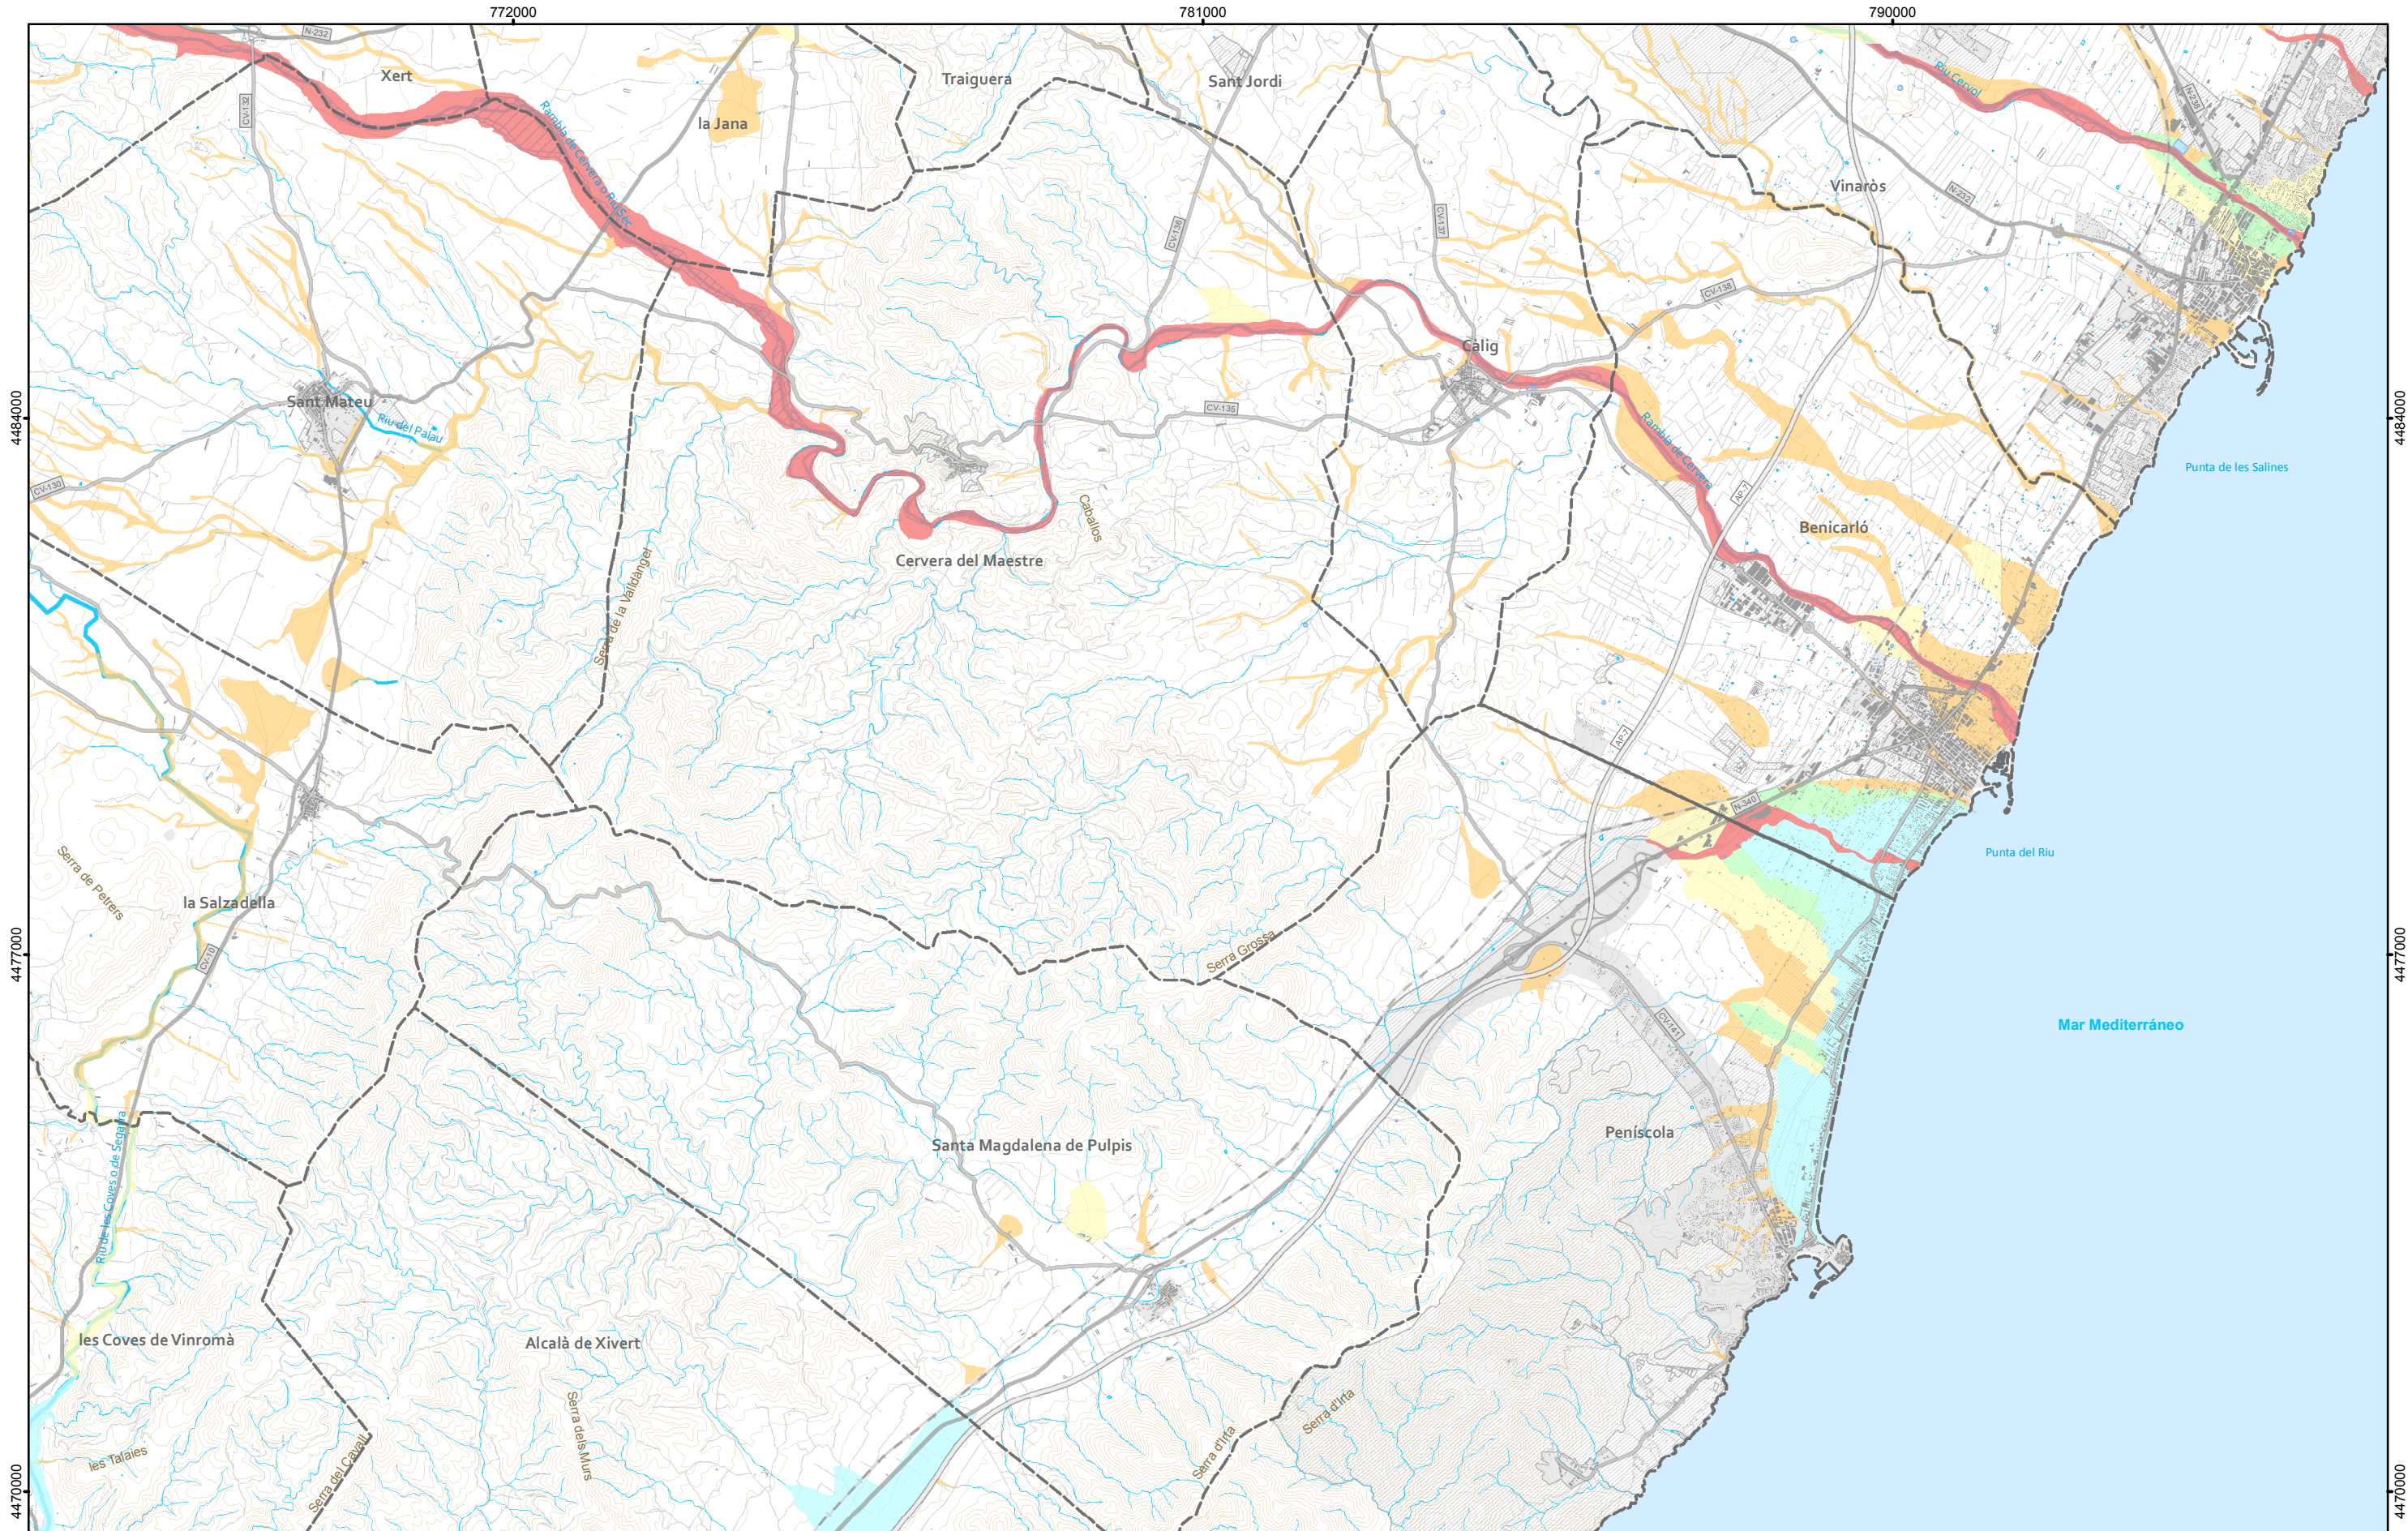 772000
781000
790000
N-232
Xert
CV-132
Rambla de Cervera o Riu Sec
la Jana
Traiguera
Sant Jordi
Riu Cervol
N-238
Vinaròs
N-232
CV-136
CV-137
CV-138
Càlig
Sant Mateu
Riu del Palau
CV-135
4484000
4484000
Rambla de Cervera
Punta de les Salines
CV-130
AP-7
Caballos
Benicarló
Cervera del Maestre
Serra de la Valldàngel
AP-7
N-340
Serra de Petrers
Punta del Riu
la Salzadella
CV-10
Serra Grossa
4477000
4477000
CV-141
Mar Mediterráneo
Peníscola
Santa Magdalena de Pulpis
Riu de les Coves o de Segarra
les Coves de Vinromà
Alcalà de Xivert
Serra dels Murs
Serra d'Irta
Serra d'Irta
les Talaies
Serra del Cavall
4470000
4470000